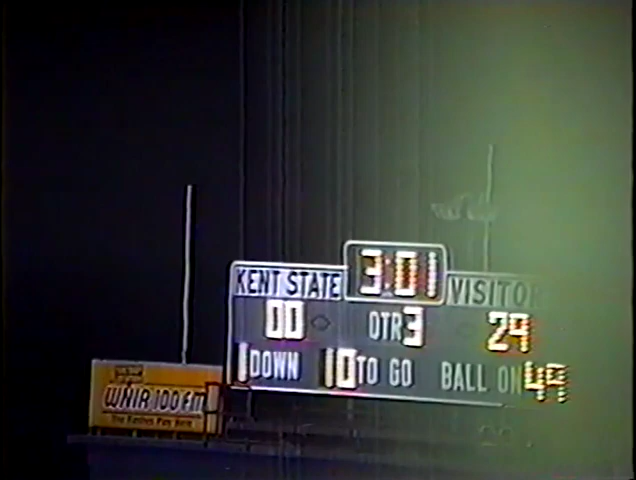 3:01
KENT STATE VISITOR
00 QTR 3 29
1 DOWN 10 TO GO BALL ON 49
WNIR 100 FM